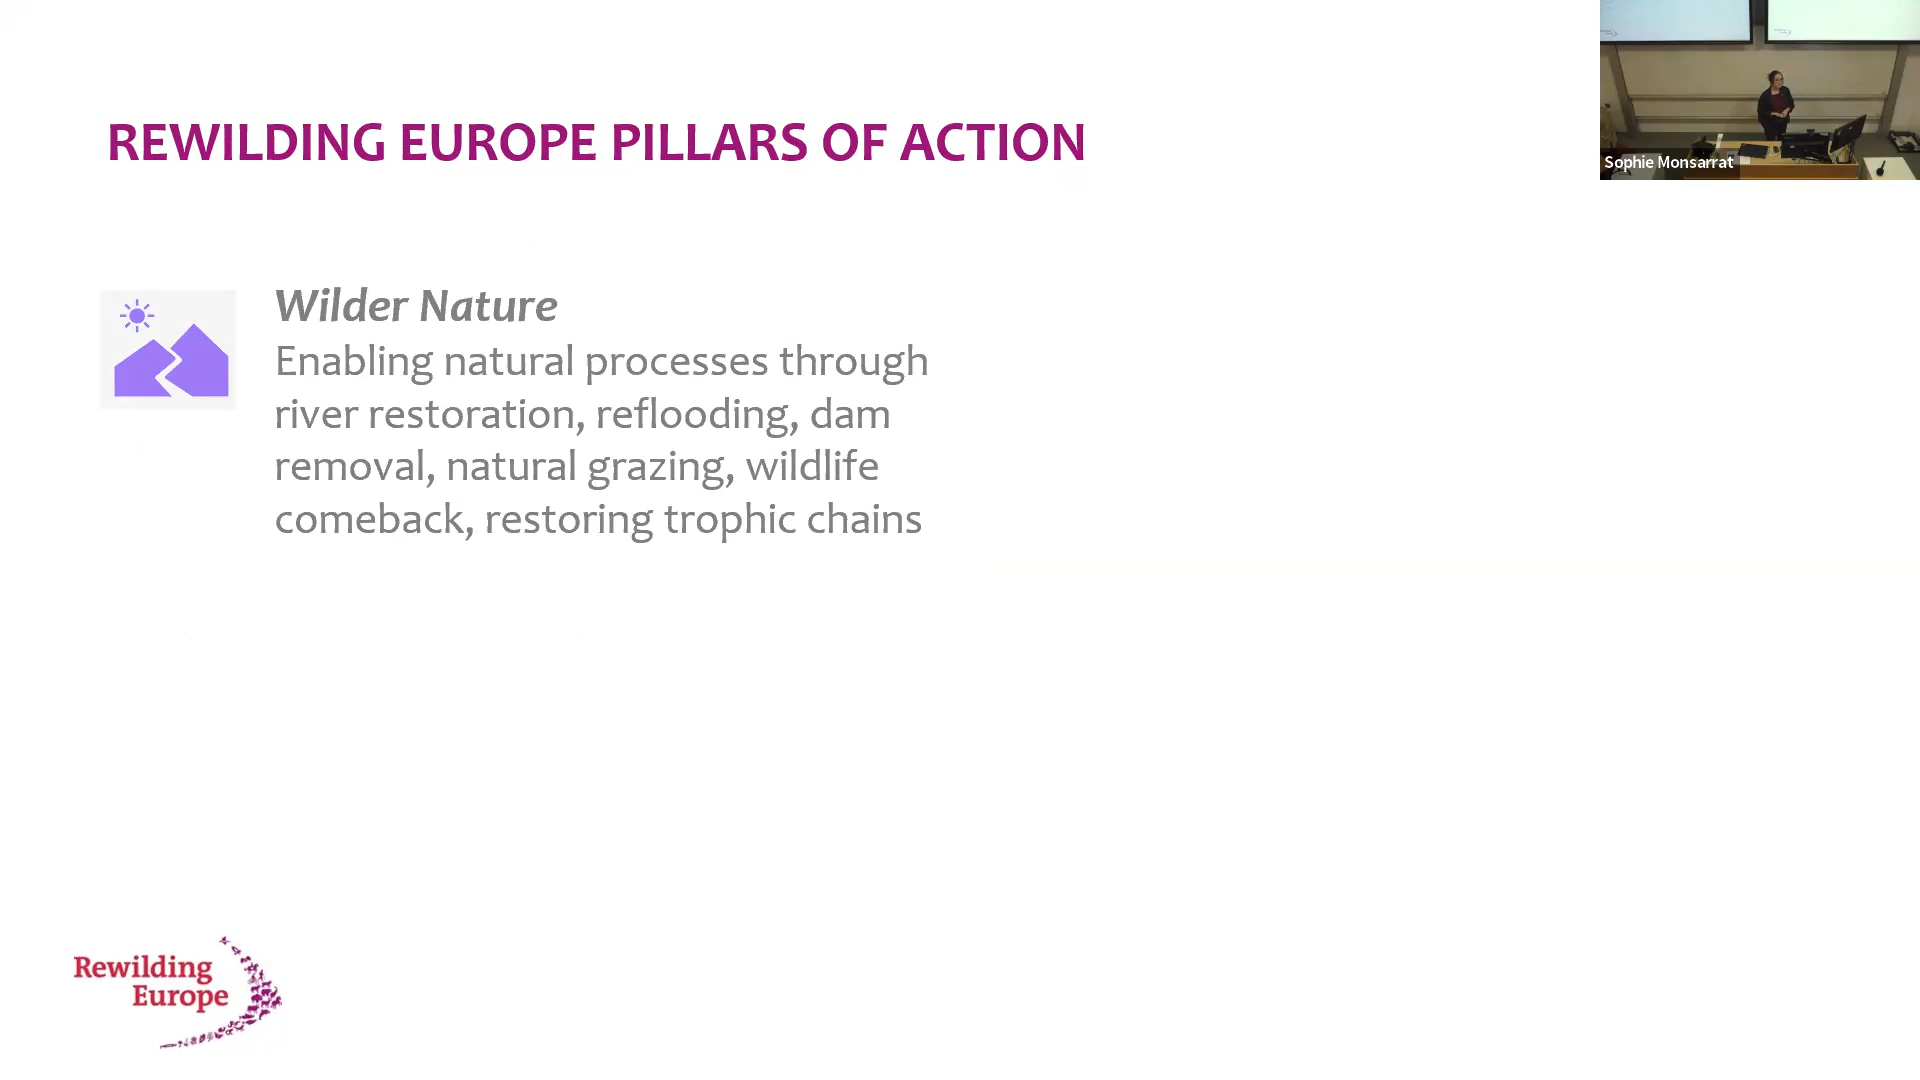 REWILDING EUROPE PILLARS OF ACTION
Sophie Monsarrat
Wilder Nature
Enabling natural processes through
river restoration, reflooding, dam
removal, natural grazing, wildlife
comeback, restoring trophic chains
Rewilding
Europe